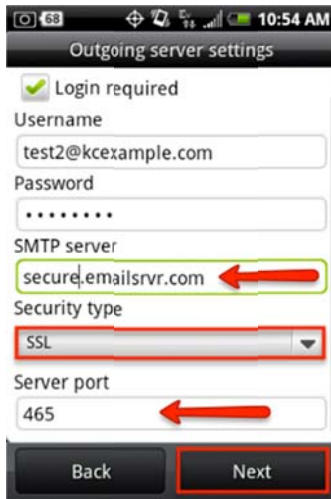 68 10:54 AM
Outgoing server settings
Login required
Username
test2@kcexample.com
Password
••••••••
SMTP server
secure.emailsrvr.com
Security type
SSL
Server port
465
Back Next